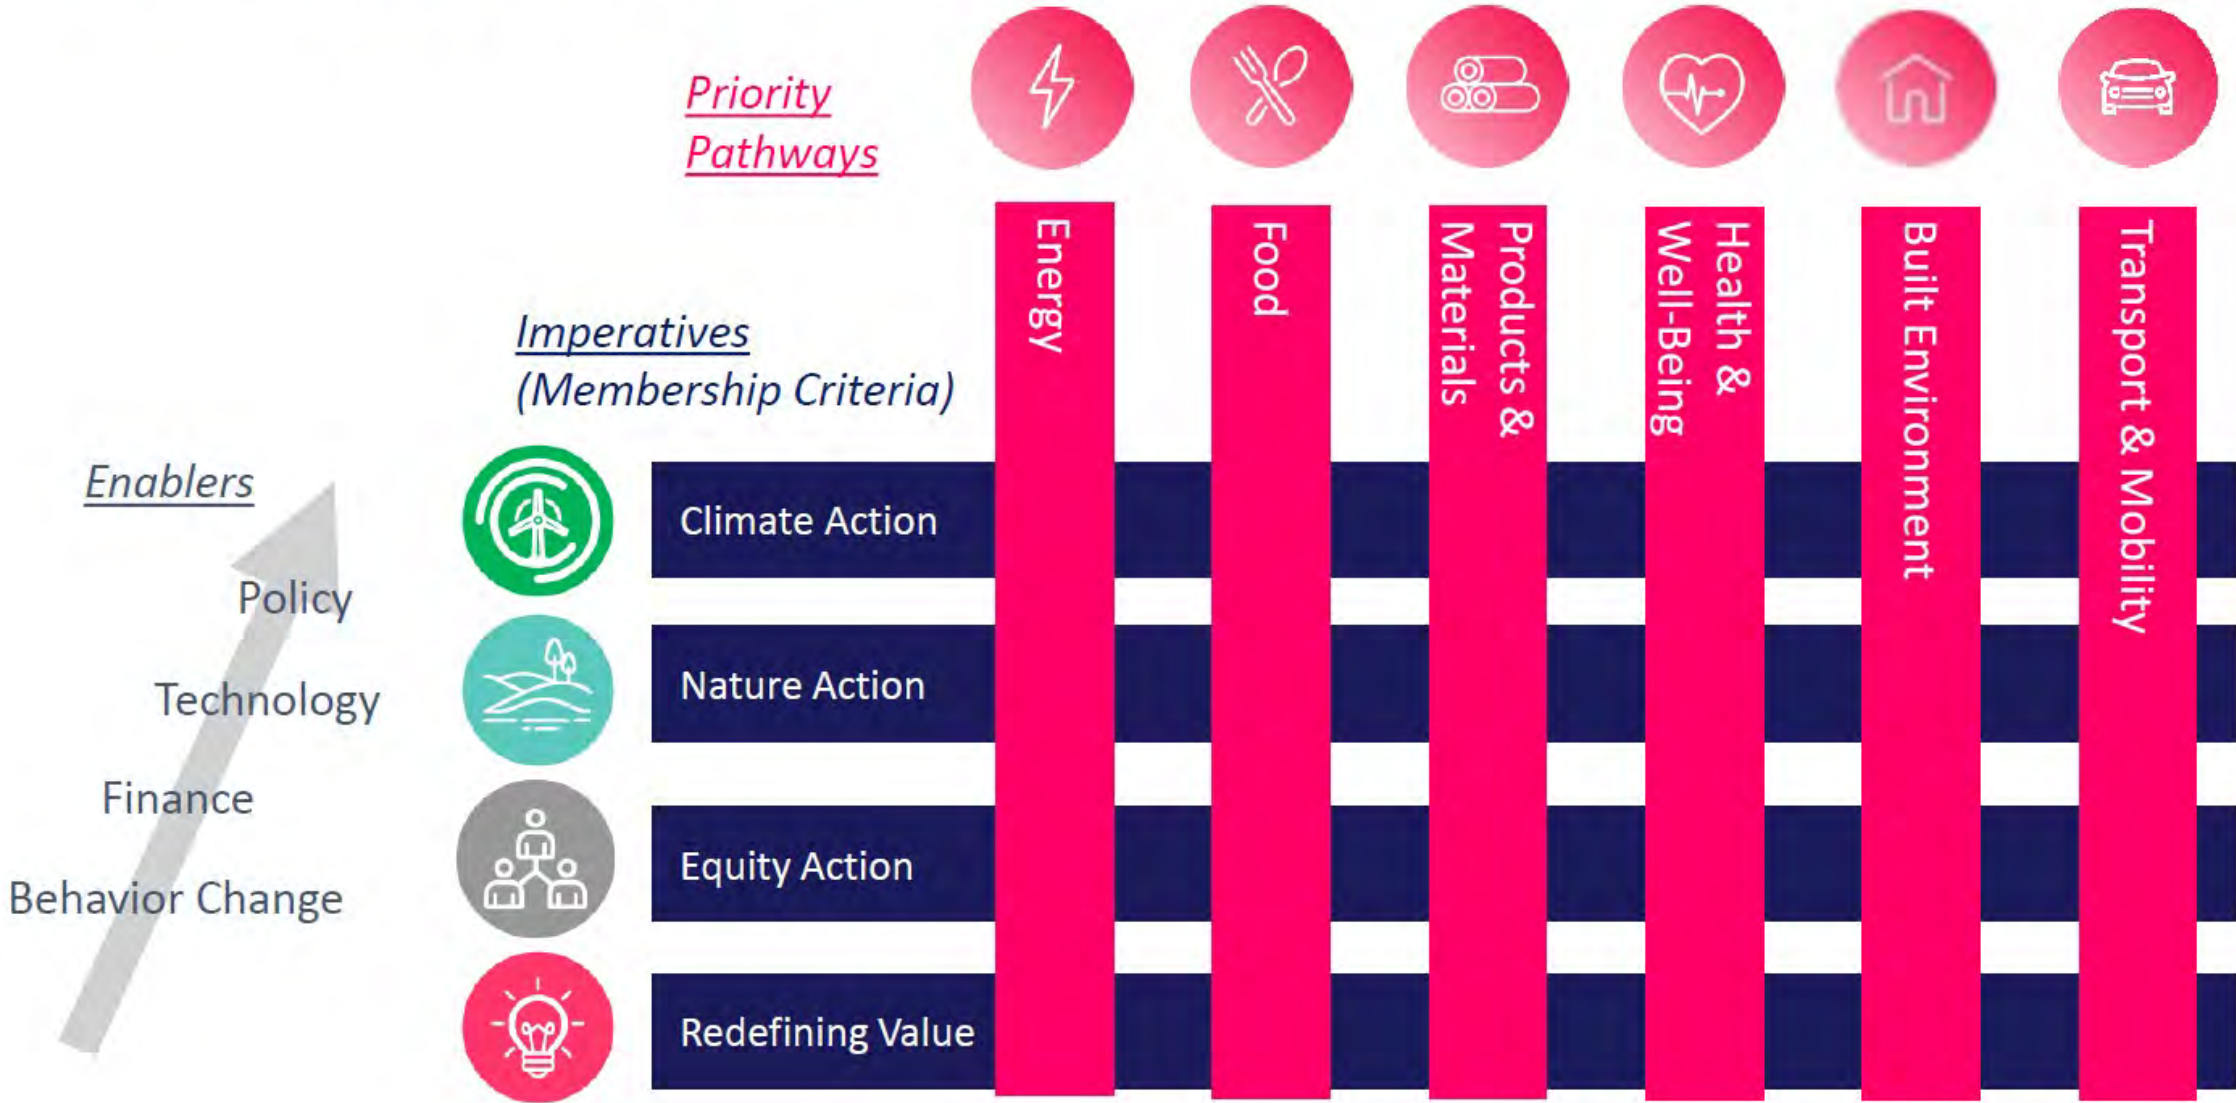 Priority
Pathways
Energy
Food
Products &
Materials
Health &
Well-Being
Built Environment
Transport & Mobility
Imperatives
(Membership Criteria)
Climate Action
Nature Action
Equity Action
Redefining Value
Enablers
Policy
Technology
Finance
Behavior Change